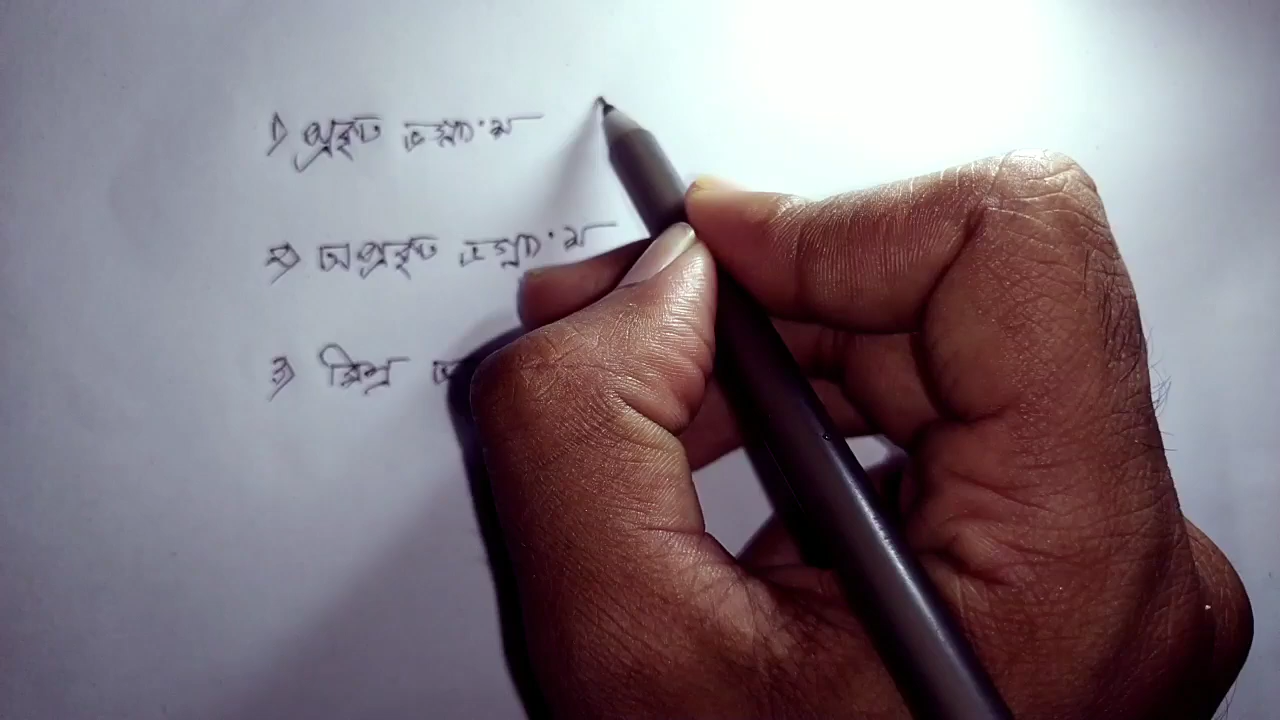 ১) প্রকৃত ভগ্নাংশ
২) অপ্রকৃত ভগ্নাংশ
৩) মিশ্র ভ